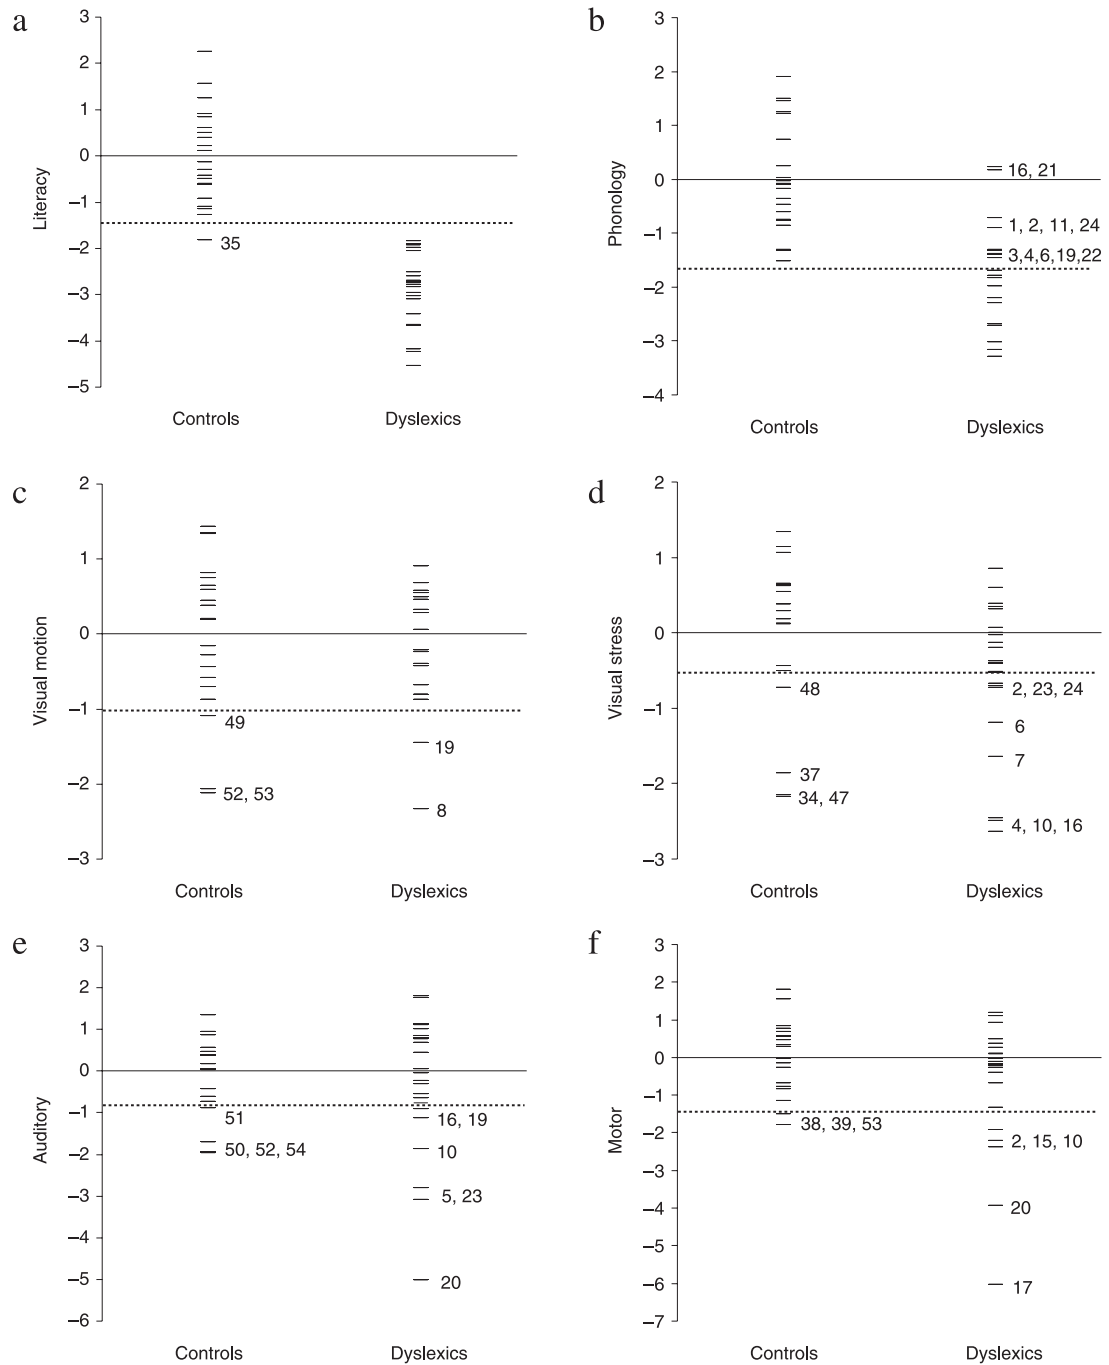 a
3
2
1
0
−1
−2
−3
−4
−5
Literacy
35
Controls
Dyslexics
b
3
2
1
0
−1
−2
−3
−4
Phonology
16, 21
1, 2, 11, 24
3,4,6,19,22
Controls
Dyslexics
c
2
1
0
−1
−2
−3
Visual motion
49
52, 53
19
8
Controls
Dyslexics
d
2
1
0
−1
−2
−3
Visual stress
48
37
34, 47
2, 23, 24
6
7
4, 10, 16
Controls
Dyslexics
e
3
2
1
0
−1
−2
−3
−4
−5
−6
Auditory
51
50, 52, 54
16, 19
10
5, 23
20
Controls
Dyslexics
f
3
2
1
0
−1
−2
−3
−4
−5
−6
−7
Motor
38, 39, 53
2, 15, 10
20
17
Controls
Dyslexics